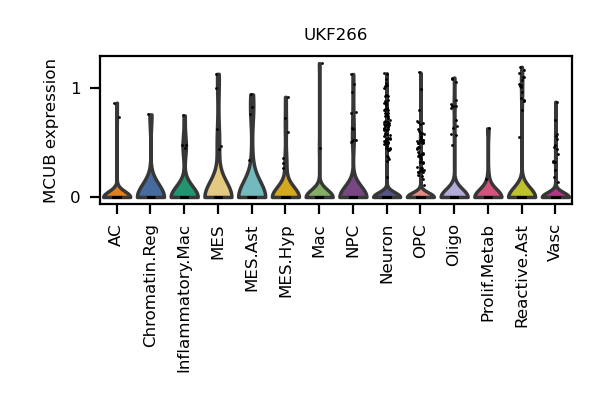 UKF266
MCUB expression
1
0
AC
Chromatin.Reg
Inflammatory.Mac
MES
MES.Ast
MES.Hyp
Mac
NPC
Neuron
OPC
Oligo
Prolif.Metab
Reactive.Ast
Vasc